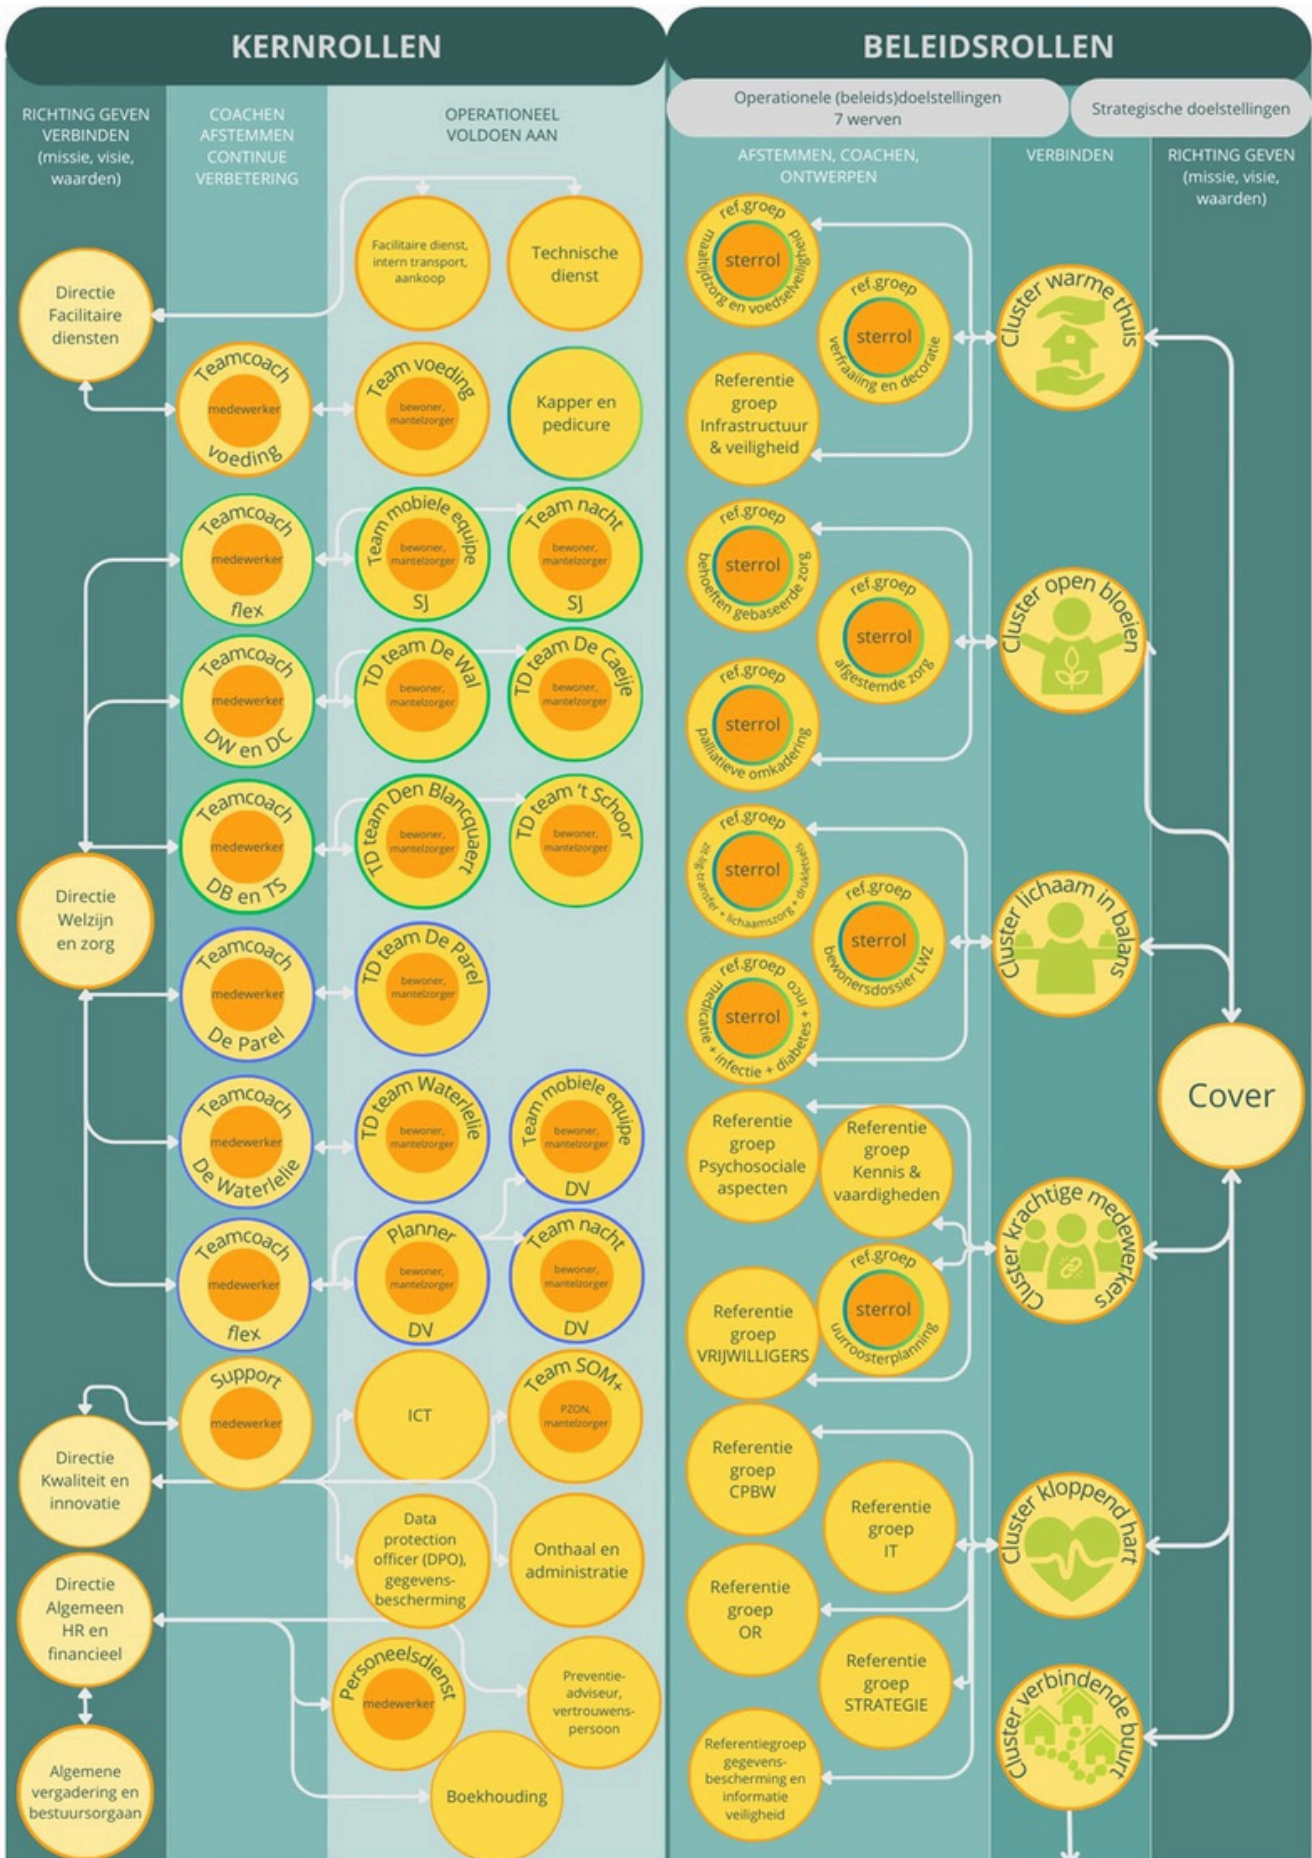 KERNROLLEN
RICHTING GEVEN
VERBINDEN
(missie, visie,
waarden)
COACHEN
AFSTEMMEN
CONTINUE
VERBETERING
OPERATIONEEL
VOLDOEN AAN
Directie
Facilitaire
diensten
Facilitaire dienst,
intern transport,
aankoop
Technische
dienst
Teamcoach
medewerker
voeding
Team voeding
bewoner,
mantelzorger
Kapper en
pedicure
Teamcoach
medewerker
flex
Team mobiele equipe
bewoner,
mantelzorger
SJ
Team nacht
bewoner,
mantelzorger
SJ
Teamcoach
medewerker
DW en DC
TD team De Wal
bewoner,
mantelzorger
TD team De Caeije
bewoner,
mantelzorger
Teamcoach
medewerker
DB en TS
TD team Den Blancquaert
bewoner,
mantelzorger
TD team ‘t Schoor
bewoner,
mantelzorger
Directie
Welzijn
en zorg
Teamcoach
medewerker
De Parel
TD team De Parel
bewoner,
mantelzorger
Teamcoach
medewerker
De Waterlelie
TD team Waterlelie
bewoner,
mantelzorger
Team mobiele equipe
bewoner,
mantelzorger
DV
Teamcoach
medewerker
flex
Planner
bewoner,
mantelzorger
DV
Team nacht
bewoner,
mantelzorger
DV
Support
medewerker
ICT
Team SOM+
PZON,
mantelzorger
Directie
Kwaliteit en
innovatie
Data
protection
officer (DPO),
gegevens-
bescherming
Onthaal en
administratie
Directie
Algemeen
HR en
financieel
Personeelsdienst
medewerker
Preventie-
adviseur,
vertrouwens-
persoon
Algemene
vergadering en
bestuursorgaan
Boekhouding
BELEIDSROLLEN
Operationele (beleids)doelstellingen
7 werven
Strategische doelstellingen
AFSTEMMEN, COACHEN,
ONTWERPEN
VERBINDEN
RICHTING GEVEN
(missie, visie,
waarden)
ref.groep
sterrol
maaltijdzorg en voedselveiligheid
ref.groep
sterrol
verfraaiing en decoratie
Referentie
groep
Infrastructuur
& veiligheid
Cluster warme thuis
ref.groep
sterrol
behoeften gebaseerde zorg
ref.groep
sterrol
afgestemde zorg
ref.groep
sterrol
palliatieve omkadering
Cluster open bloeien
ref.groep
sterrol
zit-lig-transfer + lichaamszorg + drukletsels
ref.groep
sterrol
bewonersdossier LWZ
ref.groep
sterrol
medicatie + infectie + diabetes + inco
Cluster lichaam in balans
Cover
Referentie
groep
Psychosociale
aspecten
Referentie
groep
Kennis &
vaardigheden
ref.groep
sterrol
uurroosterplanning
Referentie
groep
VRIJWILLIGERS
Cluster krachtige medewerkers
Referentie
groep
CPBW
Referentie
groep
IT
Referentie
groep
OR
Referentie
groep
STRATEGIE
Referentiegroep
gegevens-
bescherming en
informatie
veiligheid
Cluster kloppend hart
Cluster verbindende buurt